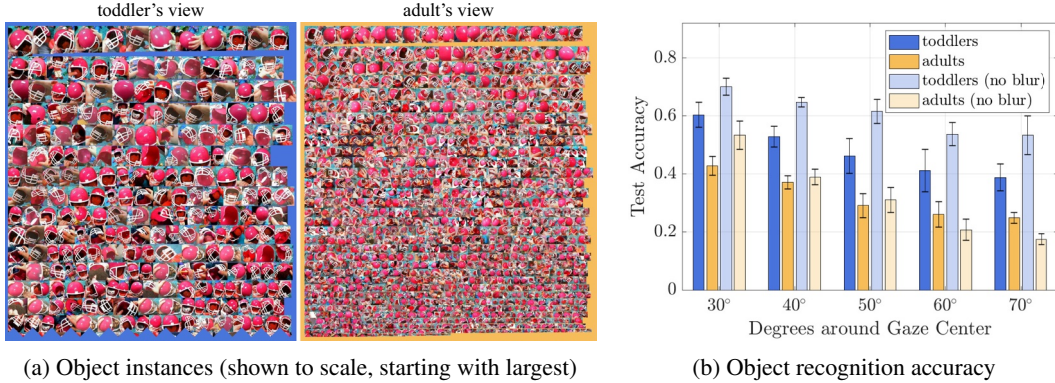 toddler's view
adult's view
(a) Object instances (shown to scale, starting with largest)
0.8
0.6
0.4
0.2
0
Test Accuracy
toddlers
adults
toddlers (no blur)
adults (no blur)
30° 40° 50° 60° 70°
Degrees around Gaze Center
(b) Object recognition accuracy